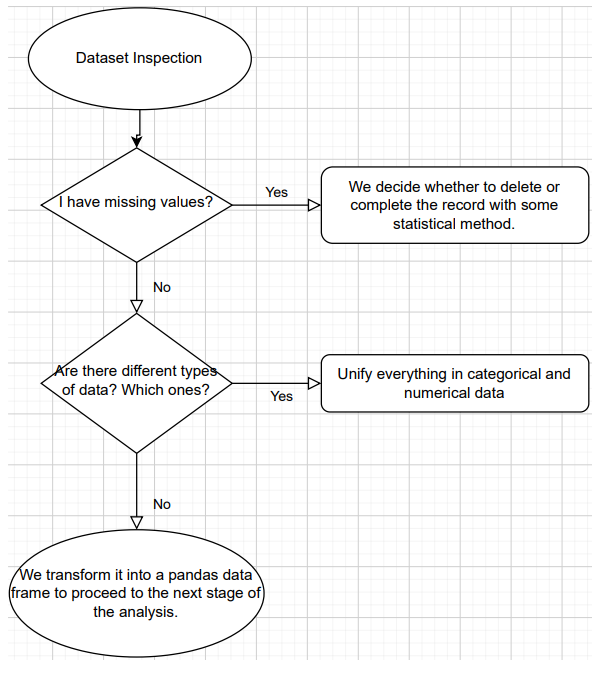 Dataset Inspection
I have missing values?
Yes
We decide whether to delete or
complete the record with some
statistical method.
No
Are there different types
of data? Which ones?
Yes
Unify everything in categorical and
numerical data
No
We transform it into a pandas data
frame to proceed to the next stage of
the analysis.